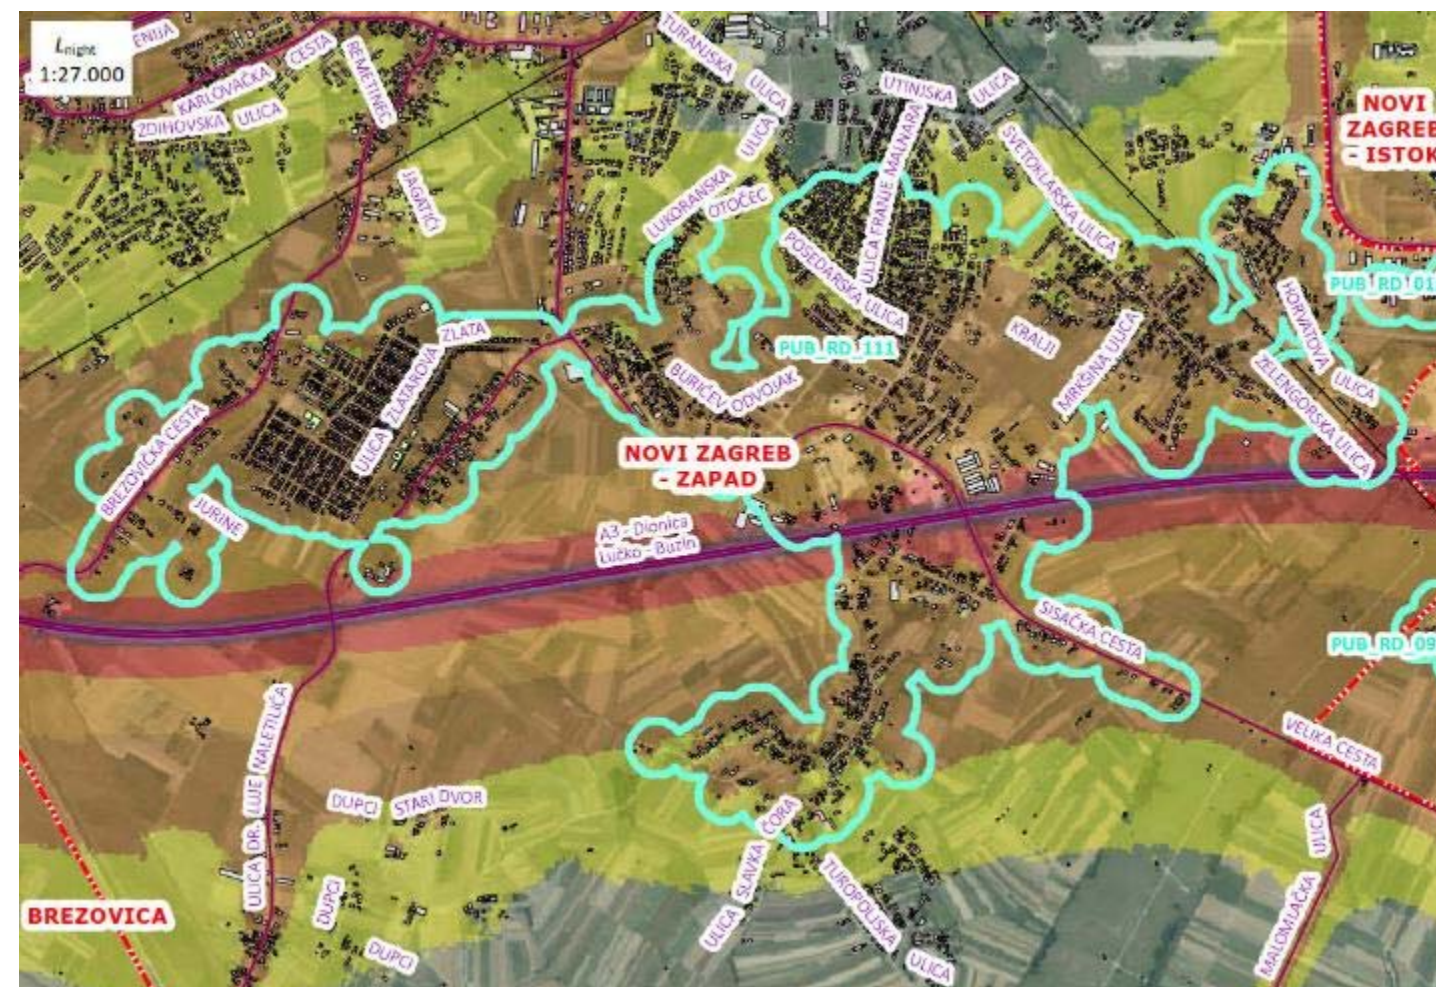 Lnight
1:27.000
ENIJA
KARLOVAČKA CESTA
ZDIHOVSKA ULICA
REMETINEC
JAGATIĆI
TURANJSKA ULICA
LUKORANSKA ULICA
OTOČEC
UTINJSKA ULICA
ULICA FRANJE MALNARA
SVETOKLARSKA ULICA
POSEDARSKA ULICA
NOVI
ZAGREB
- ISTOK
PUB_RD_01
HORVATOVA ULICA
ZELENGORSKA ULICA
KRALJI
MRKŠINA ULICA
PUB_RD_111
BURIĆEV ODVOJAK
ULICA ZLATAROVA ZLATA
BREZOVIČKA CESTA
JURINE
NOVI ZAGREB
- ZAPAD
A3 - Dionica
Lučko - Buzin
SISAČKA CESTA
PUB_RD_09
VELIKA CESTA
MALOMLAČKA ULICA
ULICA DR. LUJE NALETILIĆA
DUPCI STARI DVOR
DUPCI
DUPCI
BREZOVICA
ULICA SLAVKA ĆORA
TUROPOLJSKA ULICA